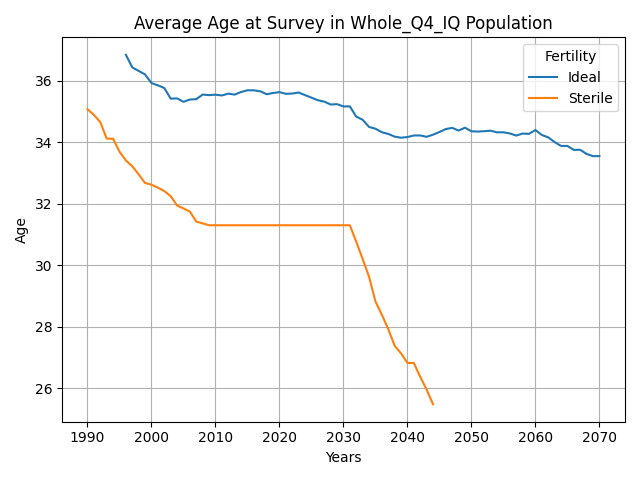 Average Age at Survey in Whole_Q4_IQ Population
Fertility
Ideal
Sterile
Age
36
34
32
30
28
26
1990 2000 2010 2020 2030 2040 2050 2060 2070
Years